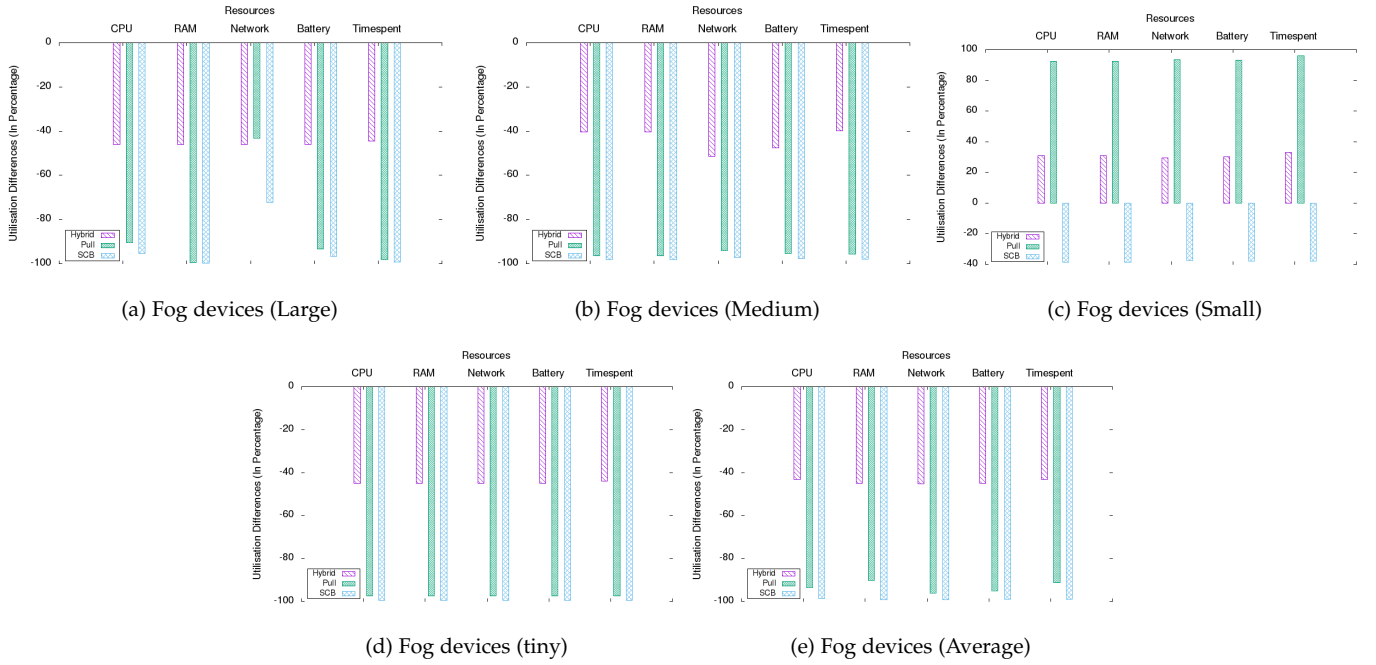 Resources
CPU RAM Network Battery Timespent
0
-20
-40
-60
-80
-100
Utilisation Differences (In Percentage)
Hybrid
Pull
SCB
(a) Fog devices (Large)
Resources
CPU RAM Network Battery Timespent
0
-20
-40
-60
-80
-100
Utilisation Differences (In Percentage)
Hybrid
Pull
SCB
(b) Fog devices (Medium)
Resources
CPU RAM Network Battery Timespent
100
80
60
40
20
0
-20
-40
Utilisation Differences (In Percentage)
Hybrid
Pull
SCB
(c) Fog devices (Small)
Resources
CPU RAM Network Battery Timespent
0
-20
-40
-60
-80
-100
Utilisation Differences (In Percentage)
Hybrid
Pull
SCB
(d) Fog devices (tiny)
Resources
CPU RAM Network Battery Timespent
0
-20
-40
-60
-80
-100
Utilisation Differences (In Percentage)
Hybrid
Pull
SCB
(e) Fog devices (Average)